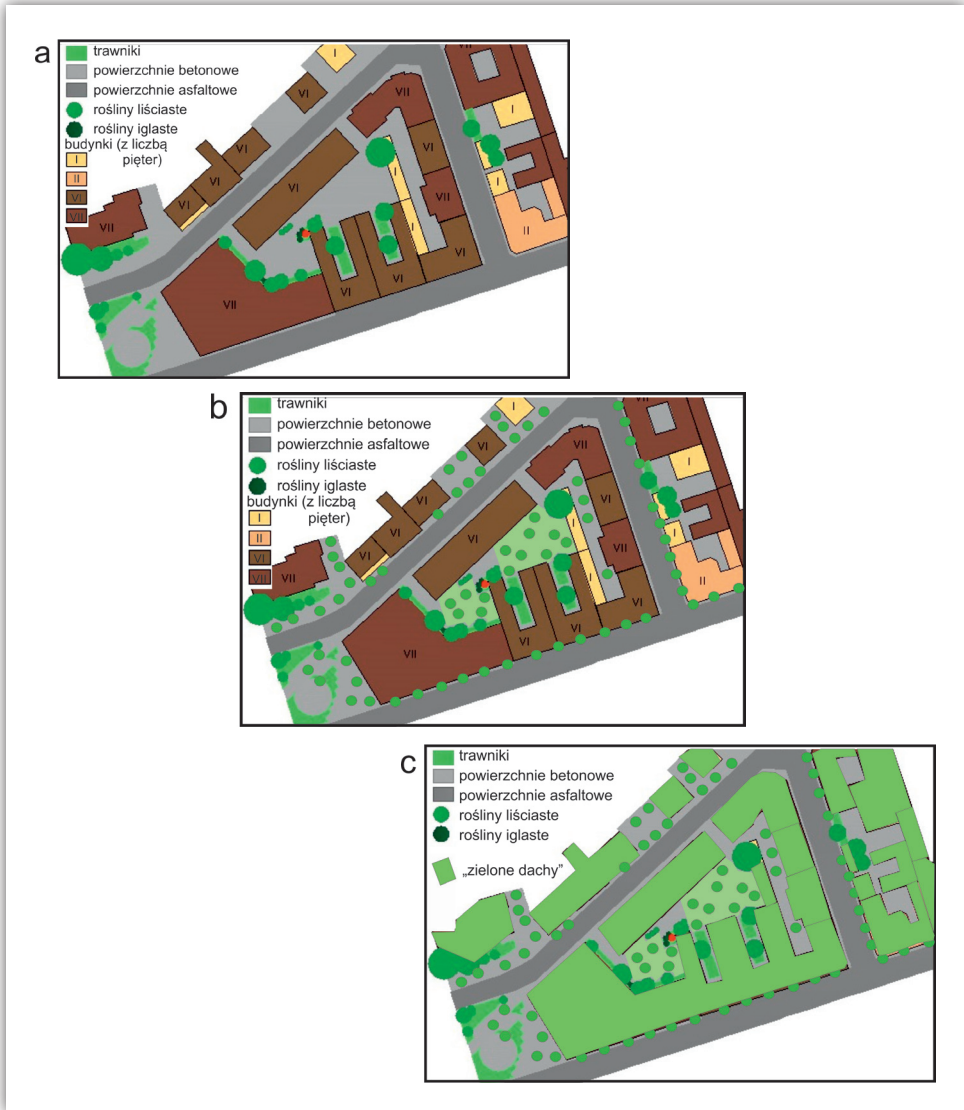 a
trawniki
powierzchnie betonowe
powierzchnie asfaltowe
rośliny liściaste
rośliny iglaste
budynki (z liczbą
pięter)
I
II
VI
VII
I
VI
VI
VI
VI
VII
VI
VII
VI
VII
VI
VI
VI
VII
I
I
VII
I
I
II
b
trawniki
powierzchnie betonowe
powierzchnie asfaltowe
rośliny liściaste
rośliny iglaste
budynki (z liczbą
pięter)
I
II
VI
VII
I
VI
VI
VI
VI
VII
VI
VII
VI
VII
VI
VI
VI
VII
I
I
VII
I
I
II
c
trawniki
powierzchnie betonowe
powierzchnie asfaltowe
rośliny liściaste
rośliny iglaste
„zielone dachy”